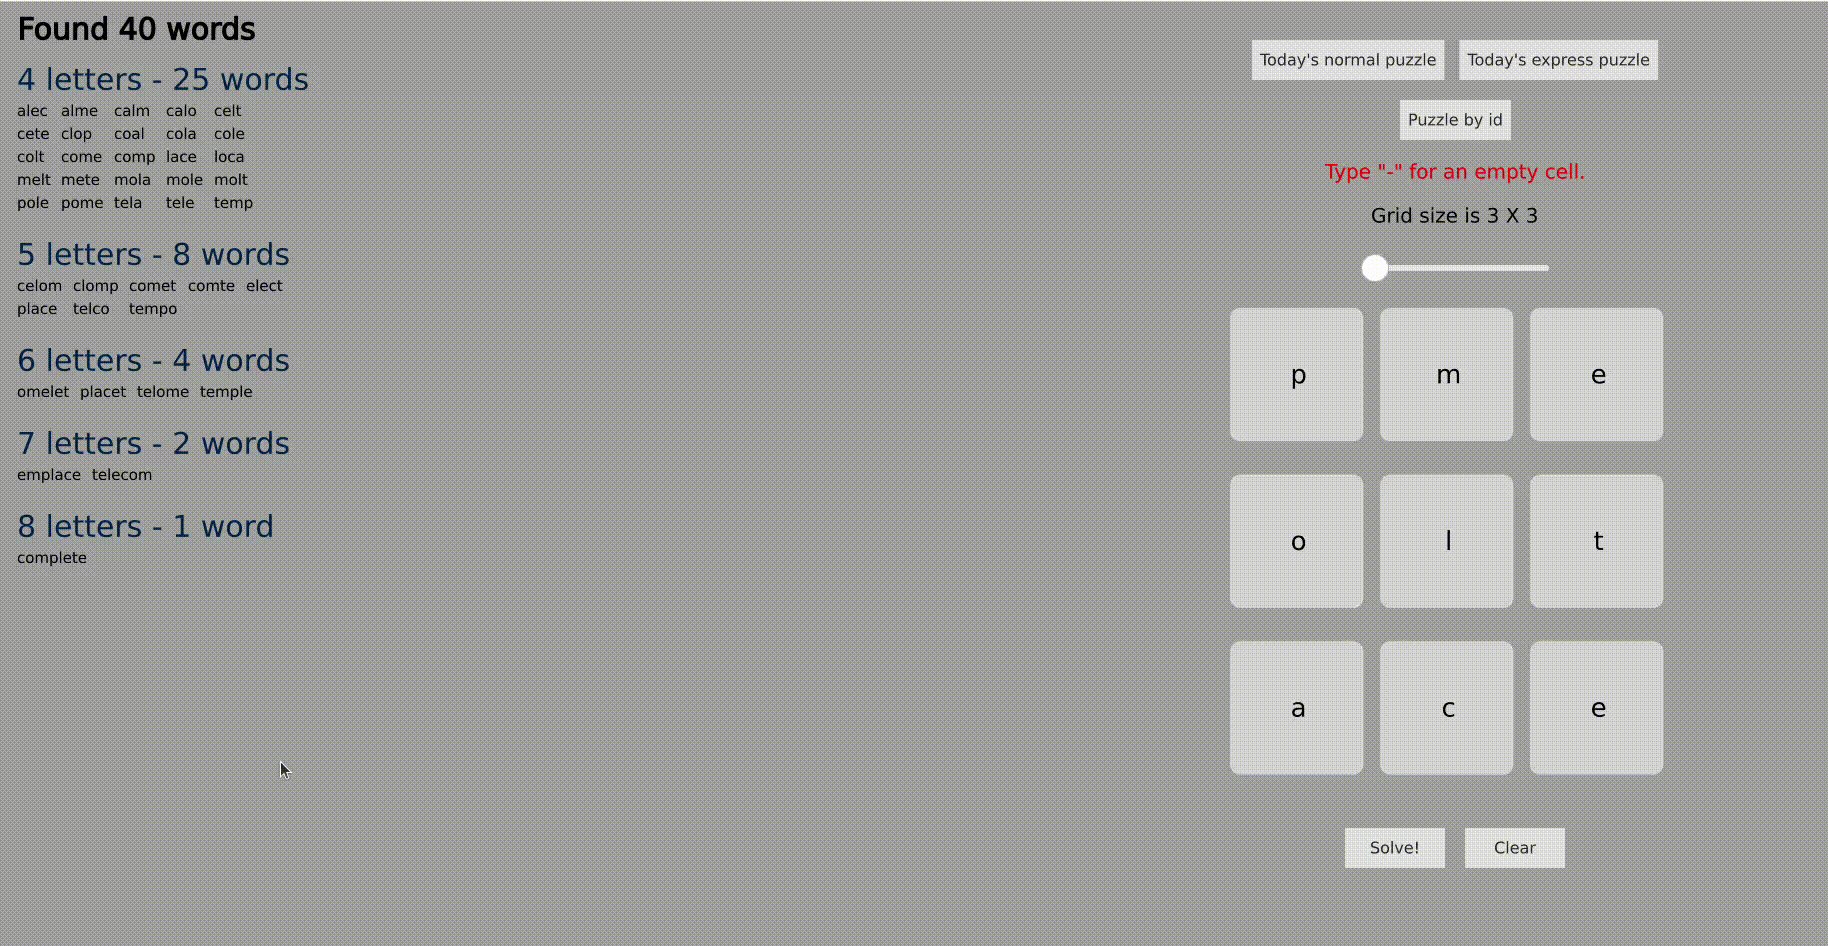 Found 40 words
4 letters - 25 words
alec alme calm calo celt
cete clop coal cola cole
colt come comp lace loca
melt mete mola mole molt
pole pome tela tele temp
5 letters - 8 words
celom clomp comet comte elect
place telco tempo
6 letters - 4 words
omelet placet telome temple
7 letters - 2 words
emplace telecom
8 letters - 1 word
complete
Today's normal puzzle Today's express puzzle
Puzzle by id
Type "-" for an empty cell.
Grid size is 3 X 3
p m e
o l t
a c e
Solve! Clear